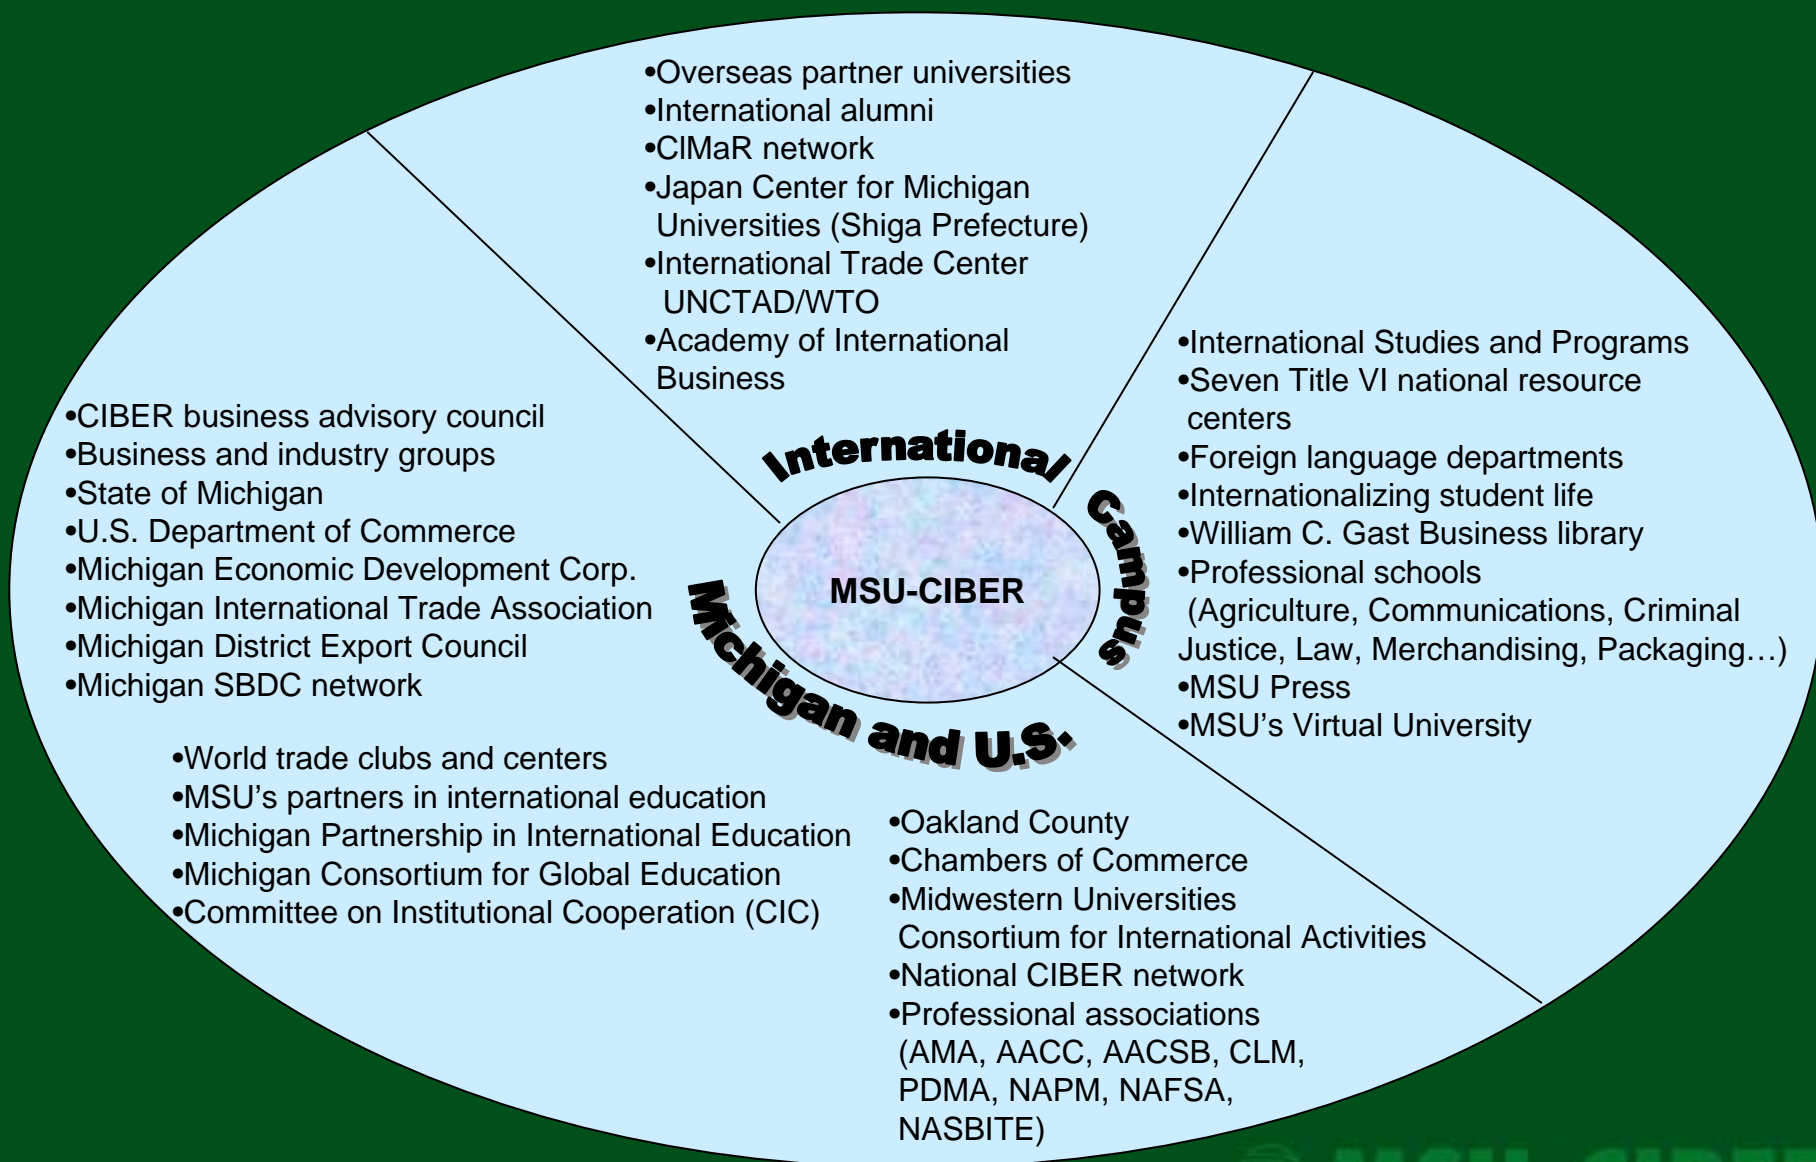 •Overseas partner universities
•International alumni
•CIMaR network
•Japan Center for Michigan
Universities (Shiga Prefecture)
•International Trade Center
UNCTAD/WTO
•Academy of International
Business
•International Studies and Programs
•Seven Title VI national resource
centers
•Foreign language departments
•Internationalizing student life
•William C. Gast Business library
•Professional schools
(Agriculture, Communications, Criminal
Justice, Law, Merchandising, Packaging…)
•MSU Press
•MSU’s Virtual University
•CIBER business advisory council
•Business and industry groups
•State of Michigan
•U.S. Department of Commerce
•Michigan Economic Development Corp.
•Michigan International Trade Association
•Michigan District Export Council
•Michigan SBDC network
International
Campus
MSU-CIBER
Michigan and U.S.
•World trade clubs and centers
•MSU’s partners in international education
•Michigan Partnership in International Education
•Michigan Consortium for Global Education
•Committee on Institutional Cooperation (CIC)
•Oakland County
•Chambers of Commerce
•Midwestern Universities
Consortium for International Activities
•National CIBER network
•Professional associations
(AMA, AACC, AACSB, CLM,
PDMA, NAPM, NAFSA,
NASBITE)